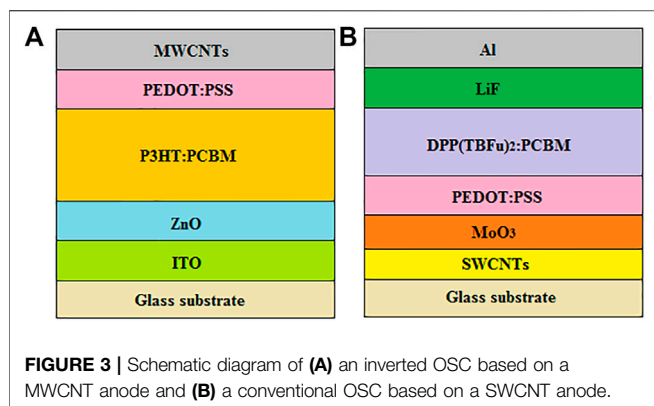 A
MWCNTs
PEDOT:PSS
P3HT:PCBM
ZnO
ITO
Glass substrate
B
Al
LiF
DPP(TBFu)2:PCBM
PEDOT:PSS
MoO3
SWCNTs
Glass substrate
FIGURE 3 | Schematic diagram of (A) an inverted OSC based on a
MWCNT anode and (B) a conventional OSC based on a SWCNT anode.